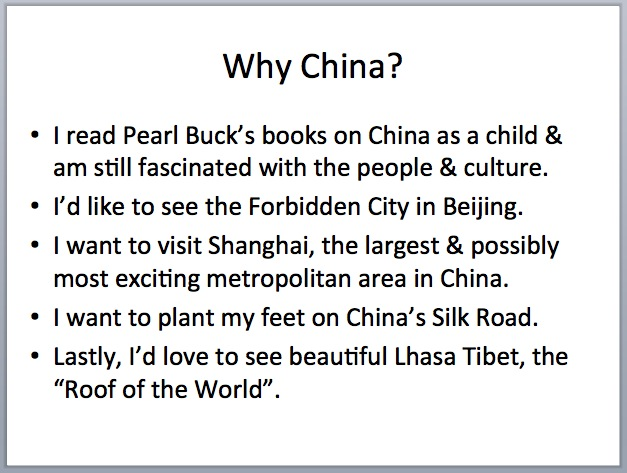 Why China?
• I read Pearl Buck’s books on China as a child &
am still fascinated with the people & culture.
• I’d like to see the Forbidden City in Beijing.
• I want to visit Shanghai, the largest & possibly
most exciting metropolitan area in China.
• I want to plant my feet on China’s Silk Road.
• Lastly, I’d love to see beautiful Lhasa Tibet, the
“Roof of the World”.